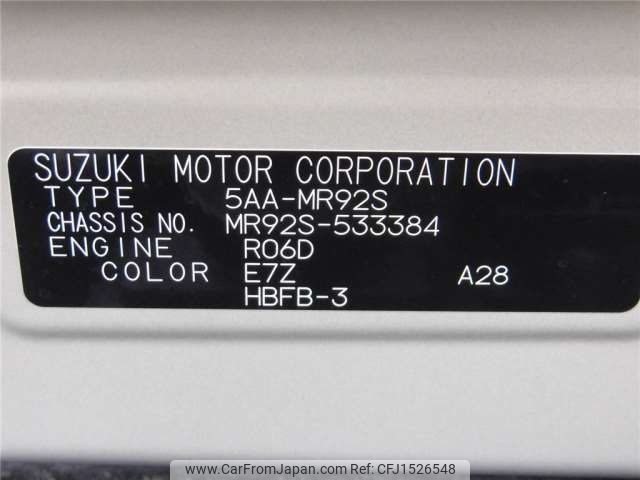 SUZUKI MOTOR CORPORATION
TYPE 5AA-MR92S
CHASSIS NO. MR92S-533384
ENGINE R06D
COLOR E7Z A28
HBFB-3
www.CarFromJapan.com CFJ1526548